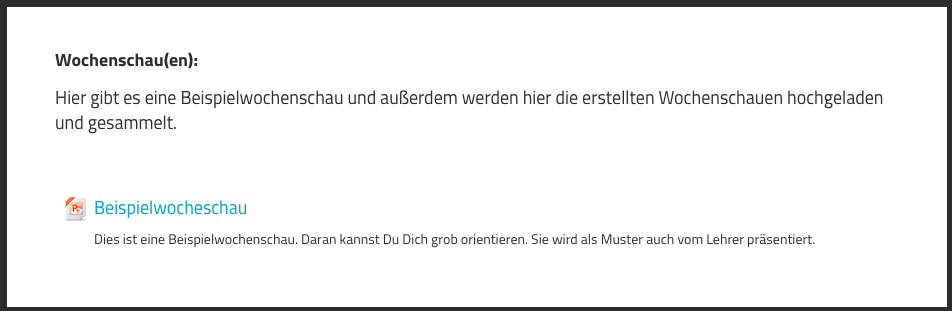 Wochenschau(en):
Hier gibt es eine Beispielwochenschau und außerdem werden hier die erstellten Wochenschauen hochgeladen
und gesammelt.
Beispielwocheschau
Dies ist eine Beispielwochenschau. Daran kannst Du Dich grob orientieren. Sie wird als Muster auch vom Lehrer präsentiert.